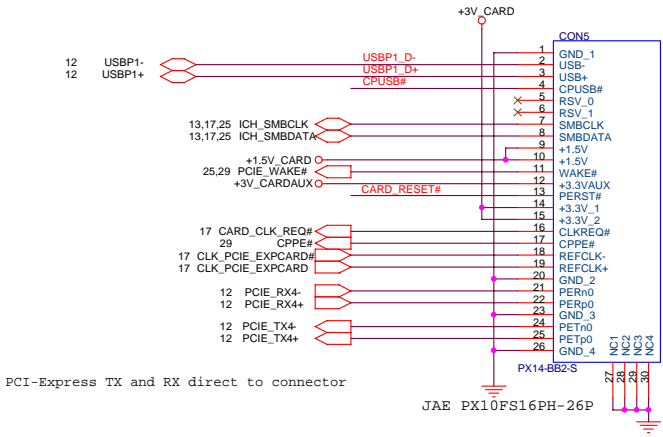 +3V_CARD
CON5
1 GND_1
12 USBP1- USBP1_D- 2 USB-
12 USBP1+ USBP1_D+ 3 USB+
CPUSB# 4 CPUSB#
5 RSV_0
6 RSV_1
13,17,25 ICH_SMBCLK 7 SMBCLK
13,17,25 ICH_SMBDATA 8 SMBDATA
9 +1.5V
+1.5V_CARD 10 +1.5V
25,29 PCIE_WAKE# 11 WAKE#
+3V_CARDAUX 12 +3.3VAUX
CARD_RESET# 13 PERST#
14 +3.3V_1
15 +3.3V_2
17 CARD_CLK_REQ# 16 CLKREQ#
29 CPPE# 17 CPPE#
17 CLK_PCIE_EXPCARD# 18 REFCLK-
17 CLK_PCIE_EXPCARD 19 REFCLK+
20 GND_2
12 PCIE_RX4- 21 PERn0
12 PCIE_RX4+ 22 PERp0
23 GND_3
12 PCIE_TX4- 24 PETn0
12 PCIE_TX4+ 25 PETp0
26 GND_4
NC1 NC2 NC3 NC4
27 28 29 30
PX14-BB2-S
PCI-Express TX and RX direct to connector
JAE PX10FS16PH-26P